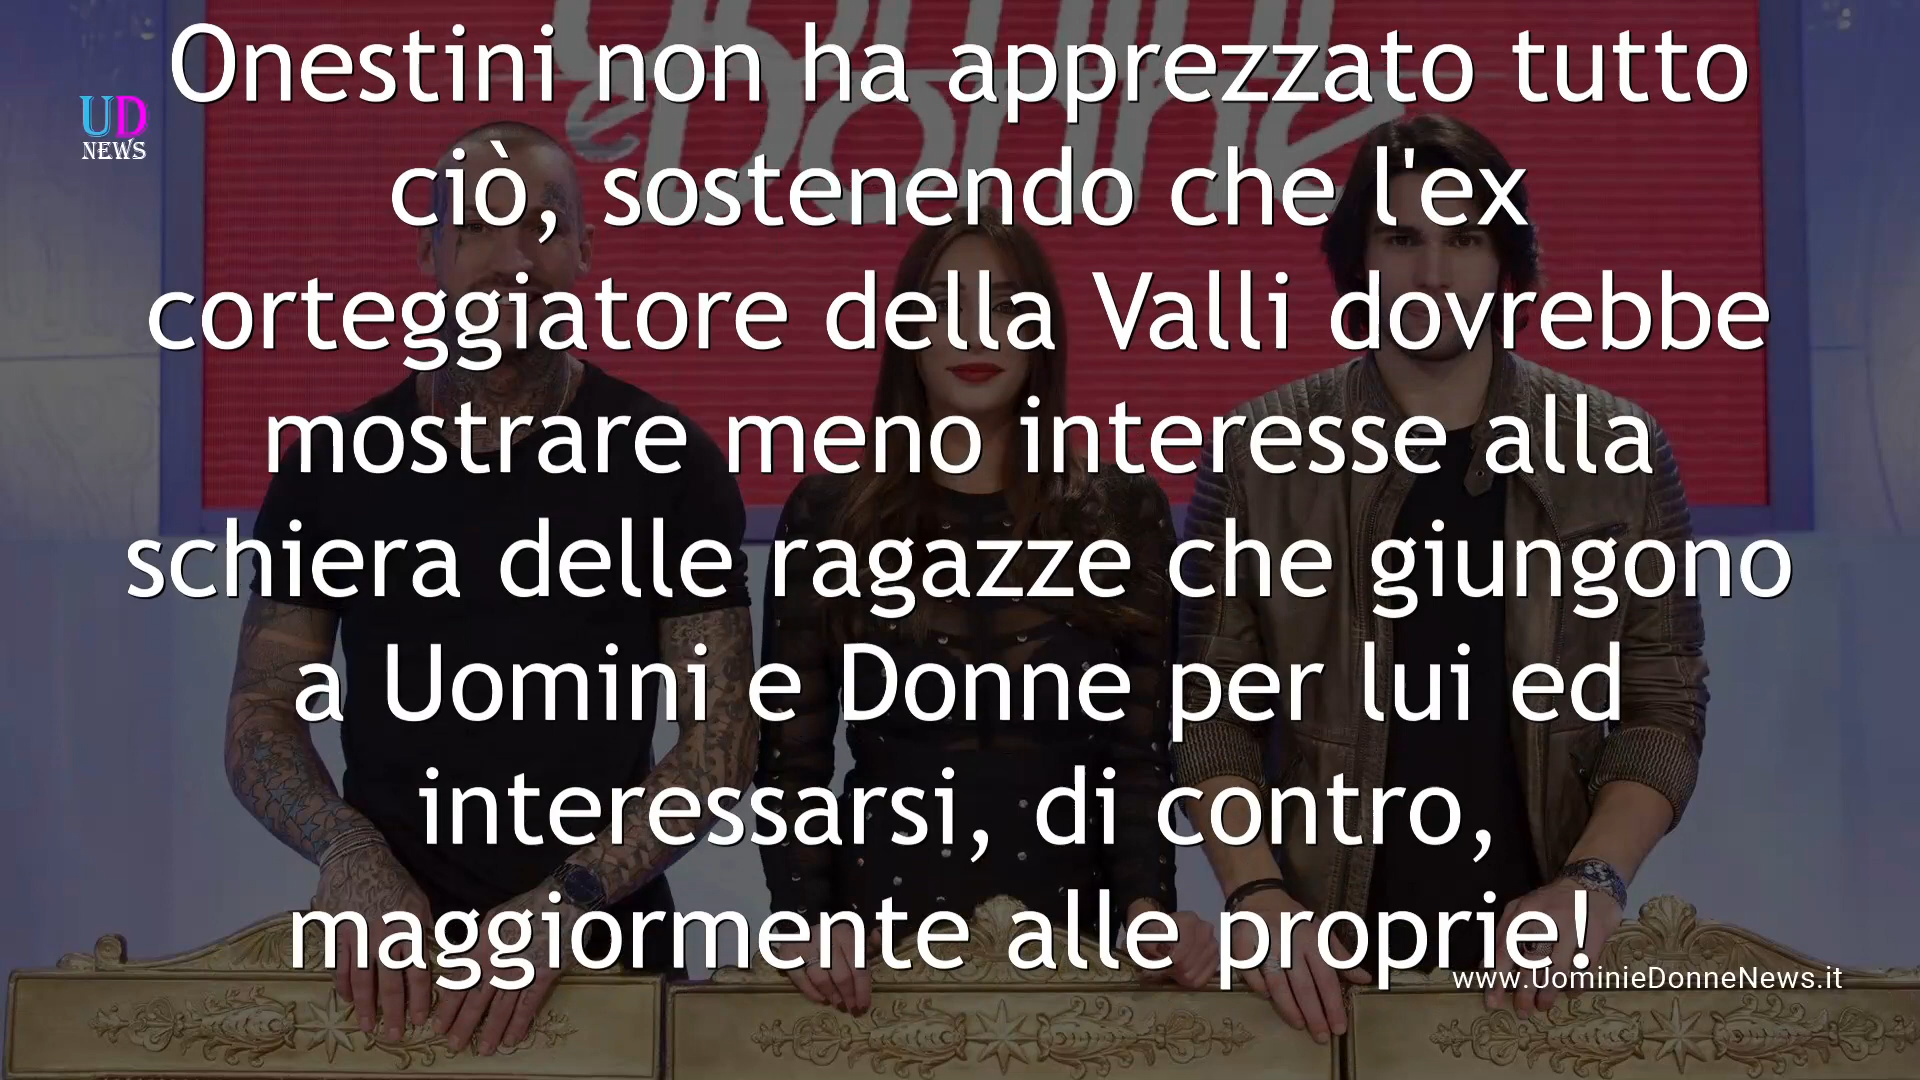 Onestini non ha apprezzato tutto
ciò, sostenendo che l'ex
corteggiatore della Valli dovrebbe
mostrare meno interesse alla
schiera delle ragazze che giungono
a Uomini e Donne per lui ed
interessarsi, di contro,
maggiormente alle proprie!
UD
NEWS
Uomini
e Donne
www.UominieDonneNews.it